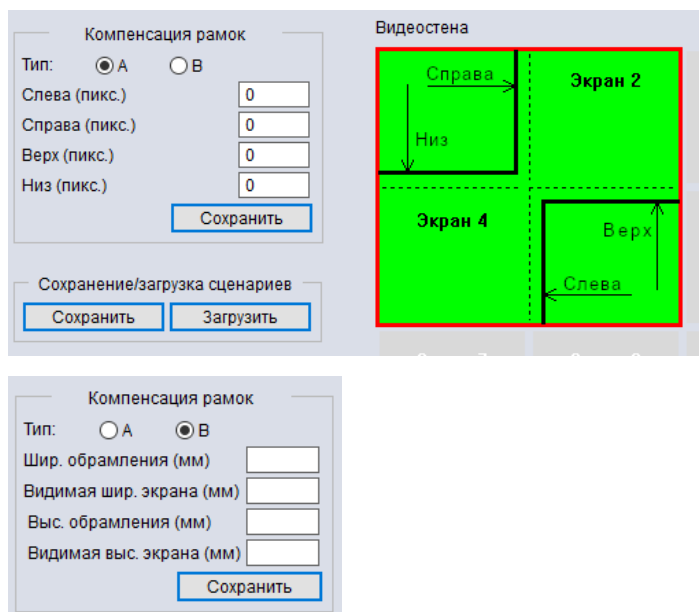 Компенсация рамок
Тип: A B
Слева (пикс.) 0
Справа (пикс.) 0
Верх (пикс.) 0
Низ (пикс.) 0
Сохранить
Сохранение/загрузка сценариев
Сохранить Загрузить
Видеостена
Справа
Экран 2
Низ
Экран 4
Верх
Слева
Компенсация рамок
Тип: A B
Шир. обрамления (мм)
Видимая шир. экрана (мм)
Выс. обрамления (мм)
Видимая выс. экрана (мм)
Сохранить